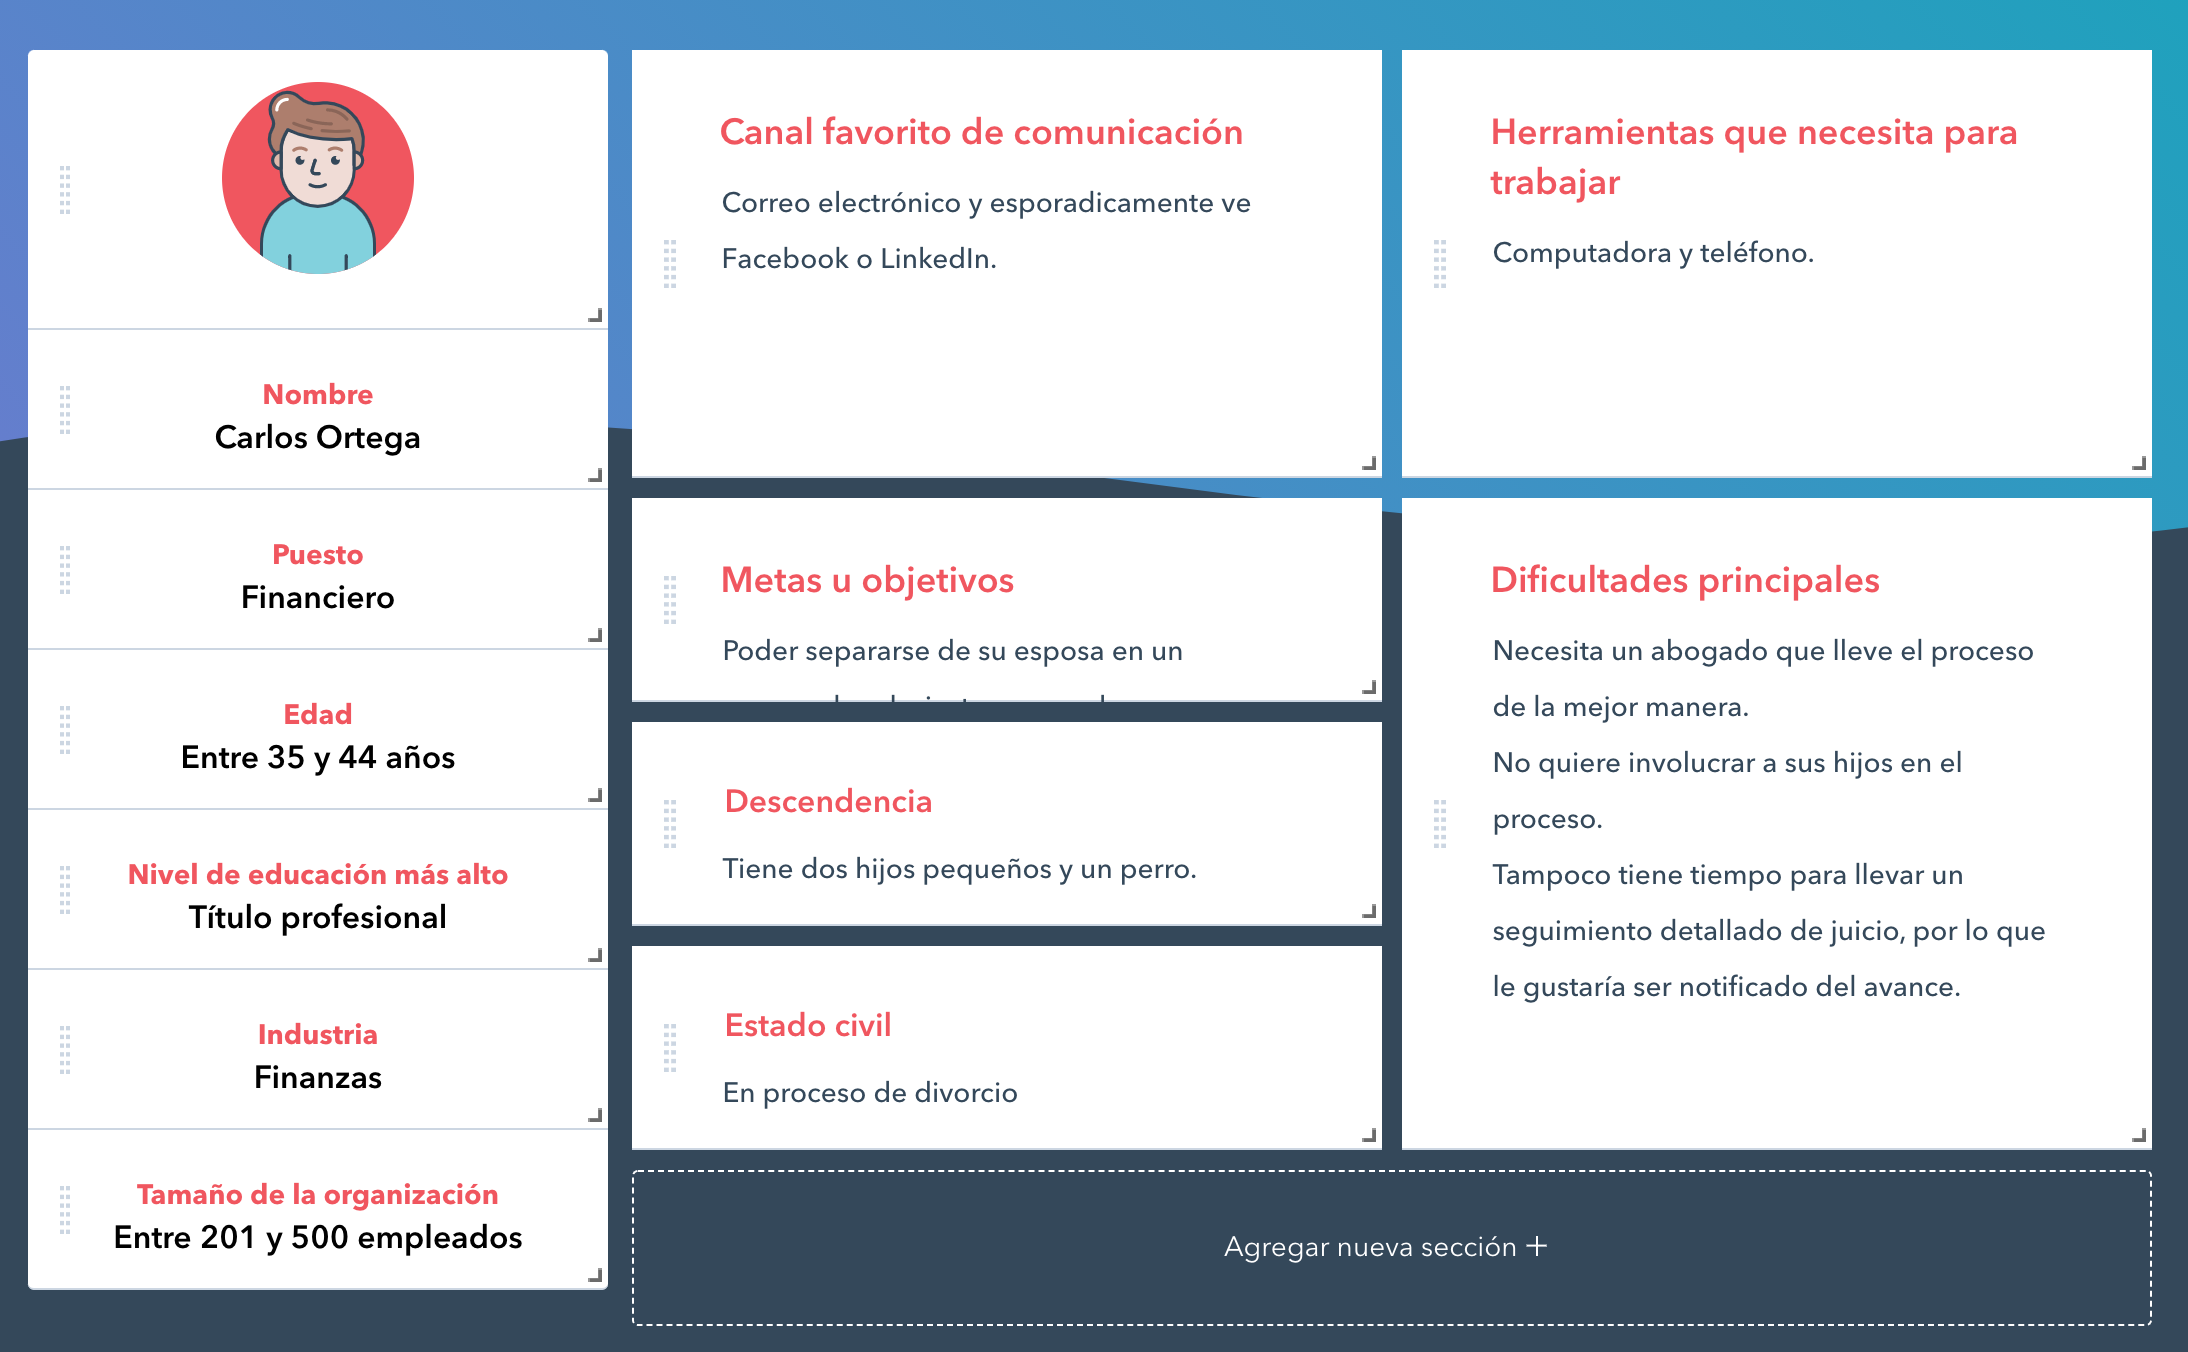 Nombre
Carlos Ortega
Puesto
Financiero
Edad
Entre 35 y 44 años
Nivel de educación más alto
Título profesional
Industria
Finanzas
Tamaño de la organización
Entre 201 y 500 empleados
Canal favorito de comunicación
Correo electrónico y esporadicamente ve
Facebook o LinkedIn.
Herramientas que necesita para
trabajar
Computadora y teléfono.
Metas u objetivos
Poder separarse de su esposa en un
Descendencia
Tiene dos hijos pequeños y un perro.
Estado civil
En proceso de divorcio
Dificultades principales
Necesita un abogado que lleve el proceso
de la mejor manera.
No quiere involucrar a sus hijos en el
proceso.
Tampoco tiene tiempo para llevar un
seguimiento detallado de juicio, por lo que
le gustaría ser notificado del avance.
Agregar nueva sección +